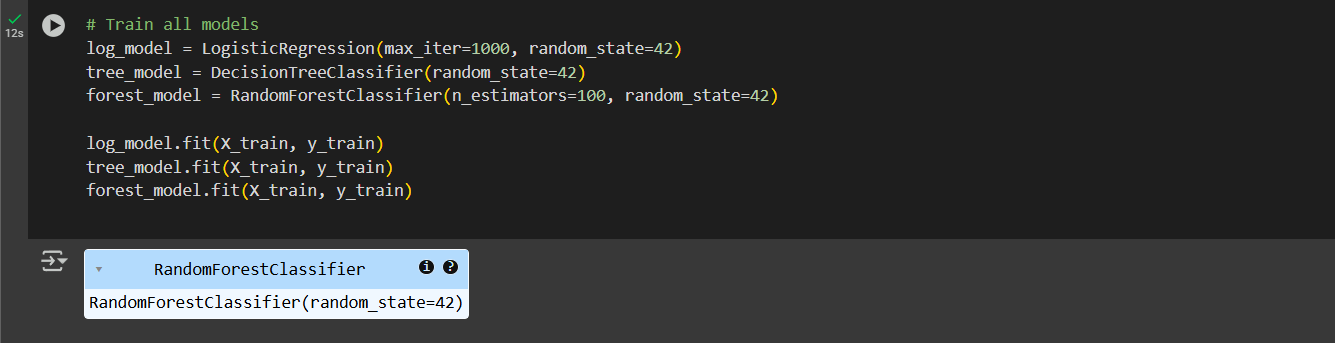 # Train all models
log_model = LogisticRegression(max_iter=1000, random_state=42)
12s
tree_model = DecisionTreeClassifier(random_state=42)
forest_model = RandomForestClassifier(n_estimators=100, random_state=42)
log_model.fit(X_train, y_train)
tree_model.fit(X_train, y_train)
forest_model.fit(X_train, y_train)
RandomForestClassifier i ?
RandomForestClassifier(random_state=42)